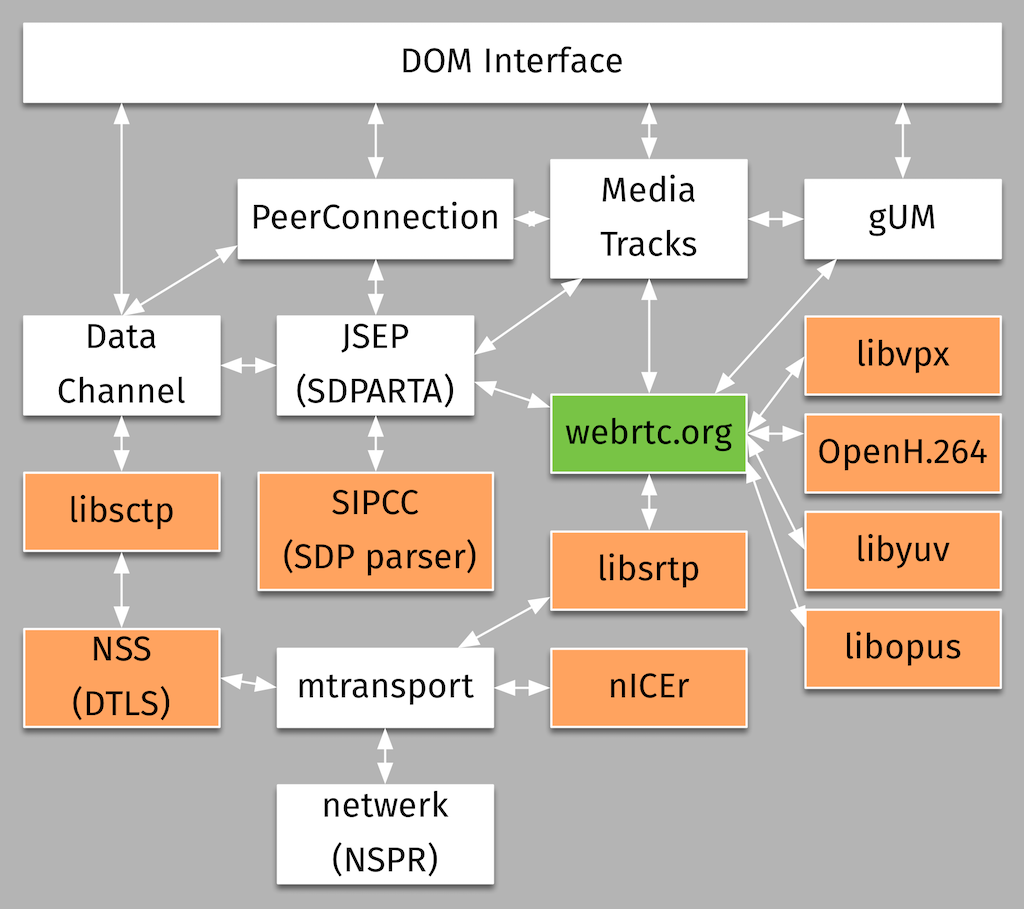 DOM Interface
PeerConnection
Media
Tracks
gUM
Data
Channel
JSEP
(SDPARTA)
libvpx
webrtc.org
OpenH.264
libsctp
SIPCC
(SDP parser)
libyuv
libsrtp
libopus
NSS
(DTLS)
mtransport
nICEr
netwerk
(NSPR)